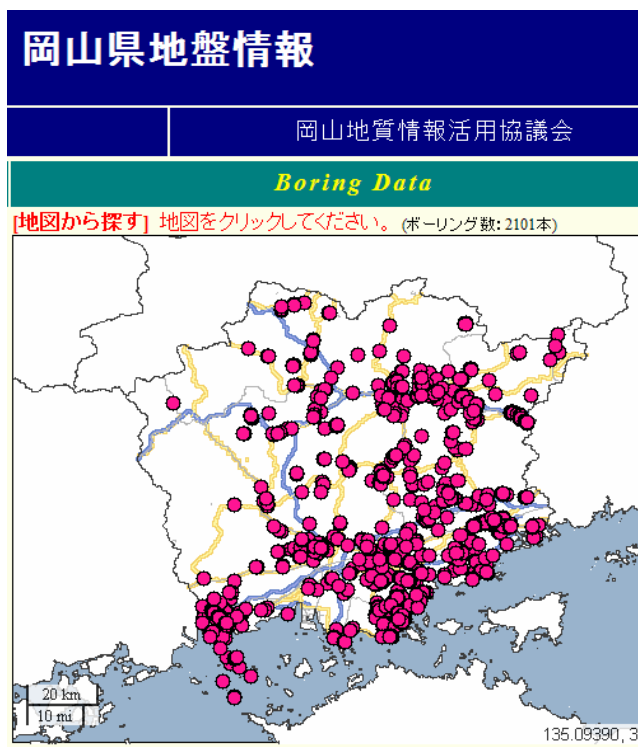 岡山県地盤情報
岡山地質情報活用協議会
Boring Data
[地図から探す] 地図をクリックしてください。 (ボーリング数: 2101本)
20 km
10 mi
135.09390, 3